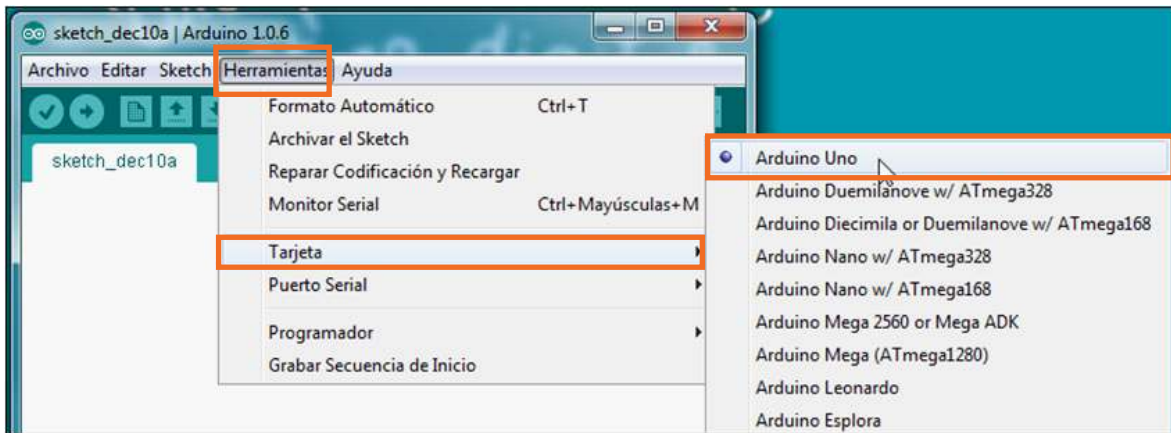 sketch_dec10a | Arduino 1.0.6
Archivo Editar Sketch Herramientas Ayuda
sketch_dec10a
Formato Automático Ctrl+T
Archivar el Sketch
Reparar Codificación y Recargar
Monitor Serial Ctrl+Mayúsculas+M
Tarjeta
Puerto Serial
Programador
Grabar Secuencia de Inicio
Arduino Uno
Arduino Duemilanove w/ ATmega328
Arduino Diecimila or Duemilanove w/ ATmega168
Arduino Nano w/ ATmega328
Arduino Nano w/ ATmega168
Arduino Mega 2560 or Mega ADK
Arduino Mega (ATmega1280)
Arduino Leonardo
Arduino Esplora